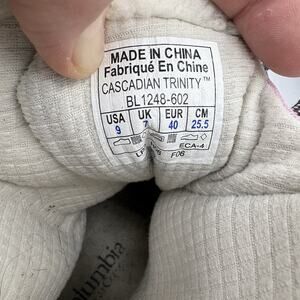 MADE IN CHINA
Fabriqué En Chine
CASCADIAN TRINITY™
BL1248-602
USA UK EUR CM
9 7 40 25.5
ECA-4
F06
Columbia